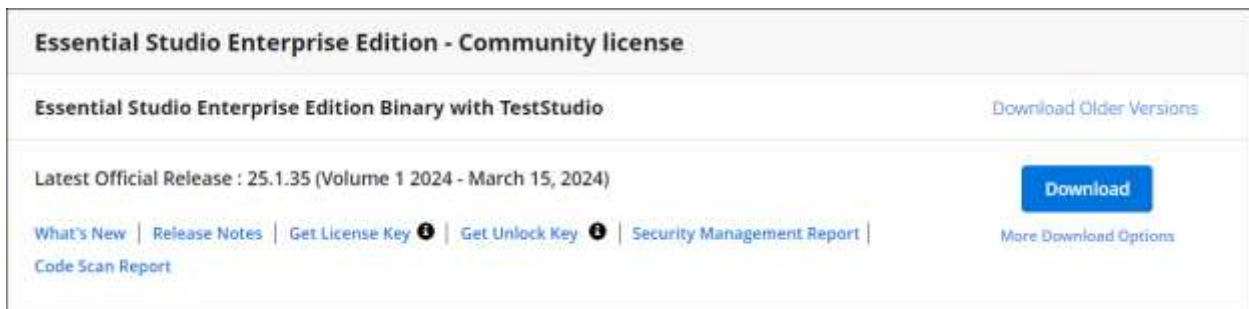 Essential Studio Enterprise Edition - Community license
Essential Studio Enterprise Edition Binary with TestStudio
Download Older Versions
Latest Official Release : 25.1.35 (Volume 1 2024 - March 15, 2024)
Download
What's New | Release Notes | Get License Key | Get Unlock Key | Security Management Report |
More Download Options
Code Scan Report